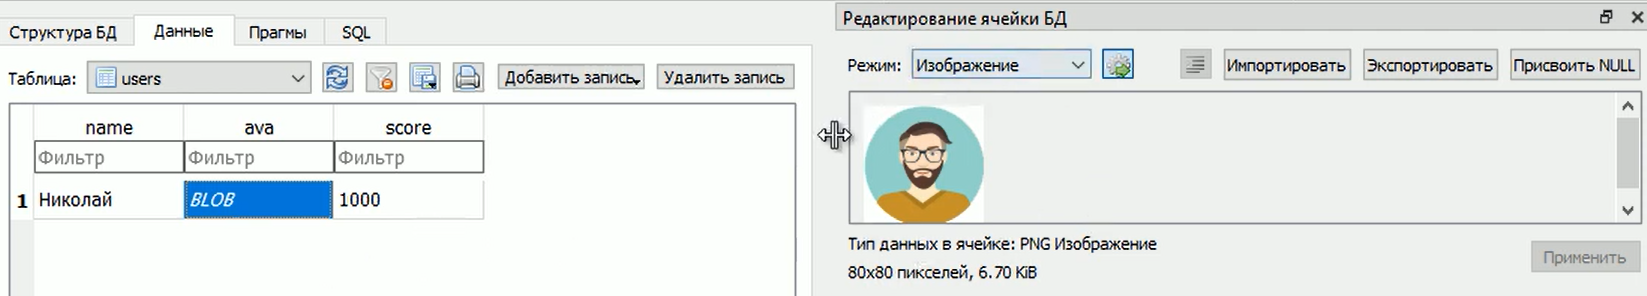 Структура БД Данные Прагмы SQL
Таблица: users Добавить запись Удалить запись
name ava score
Фильтр Фильтр Фильтр
1 Николай BLOB 1000
Редактирование ячейки БД
Режим: Изображение Импортировать Экспортировать Присвоить NULL
Тип данных в ячейке: PNG Изображение
80x80 пикселей, 6.70 KiB
Применить